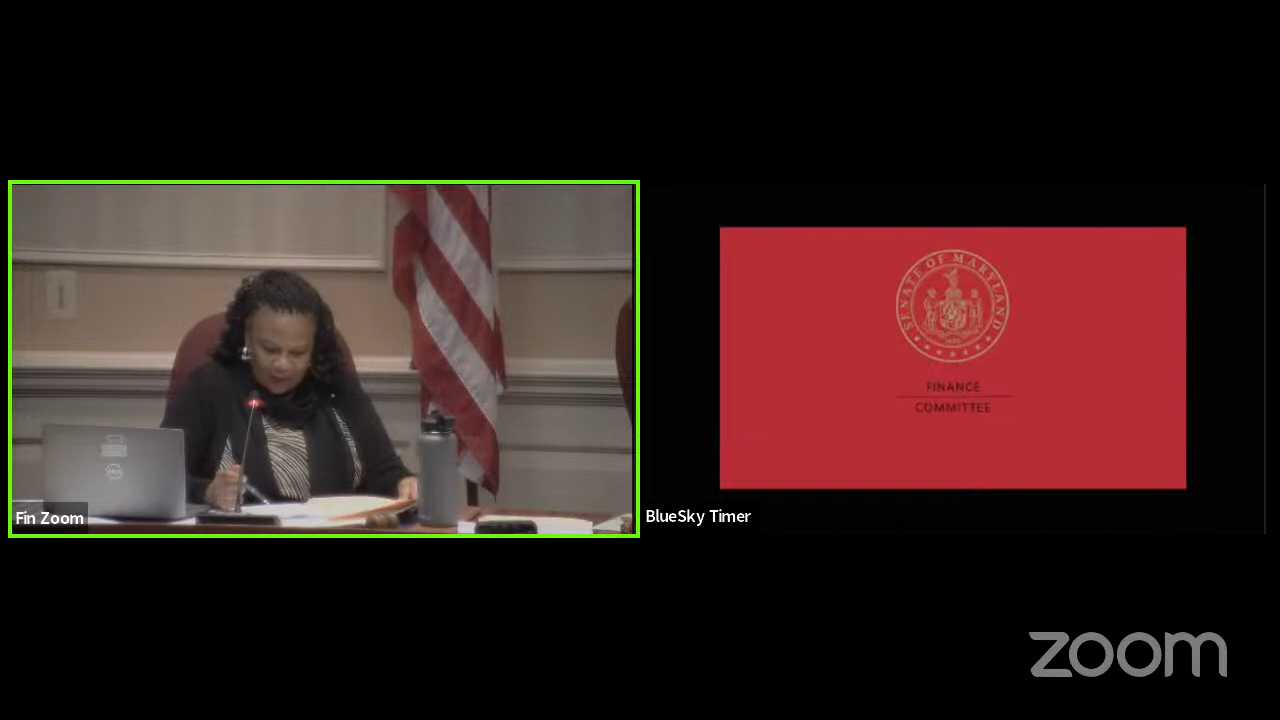 SENATE OF MARYLAND
FINANCE
COMMITTEE
Fin Zoom
BlueSky Timer
zoom